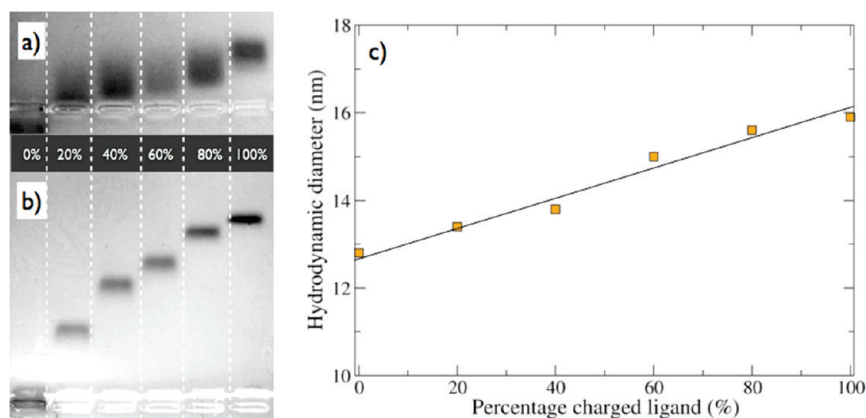 a)
0% 20% 40% 60% 80% 100%
b)
c)
18
16
14
12
10
Hydrodynamic diameter (nm)
0 20 40 60 80 100
Percentage charged ligand (%)